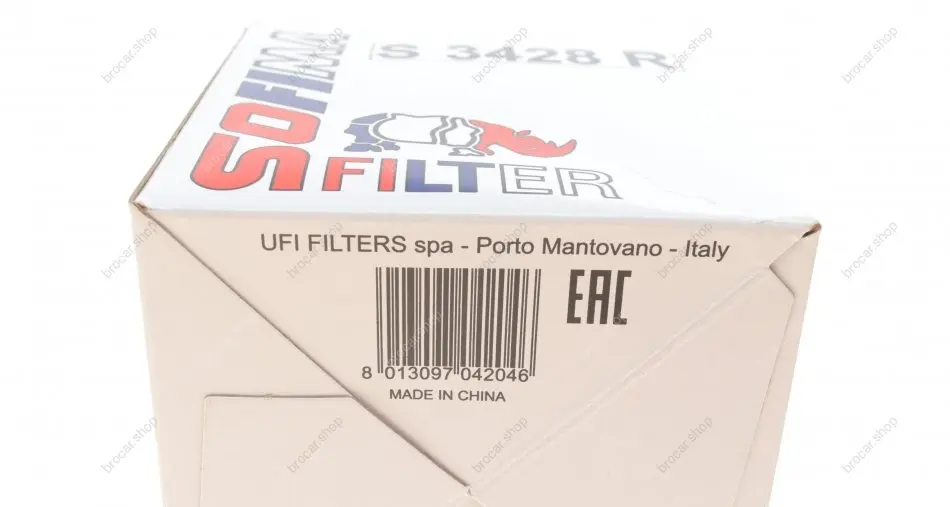 S 3428 R
SOFIMA
FILTER
UFI FILTERS spa - Porto Mantovano - Italy
EAC
8 013097 042046
MADE IN CHINA
brocar.shop